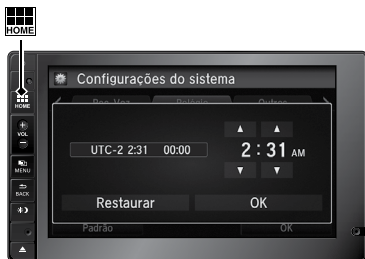 HOME
Configurações do sistema
HOME
Rec. Voz Relógio Outros
VOL
UTC-2 2:31 00:00
2 : 31 AM
MENU
BACK
Restaurar OK
Padrão OK